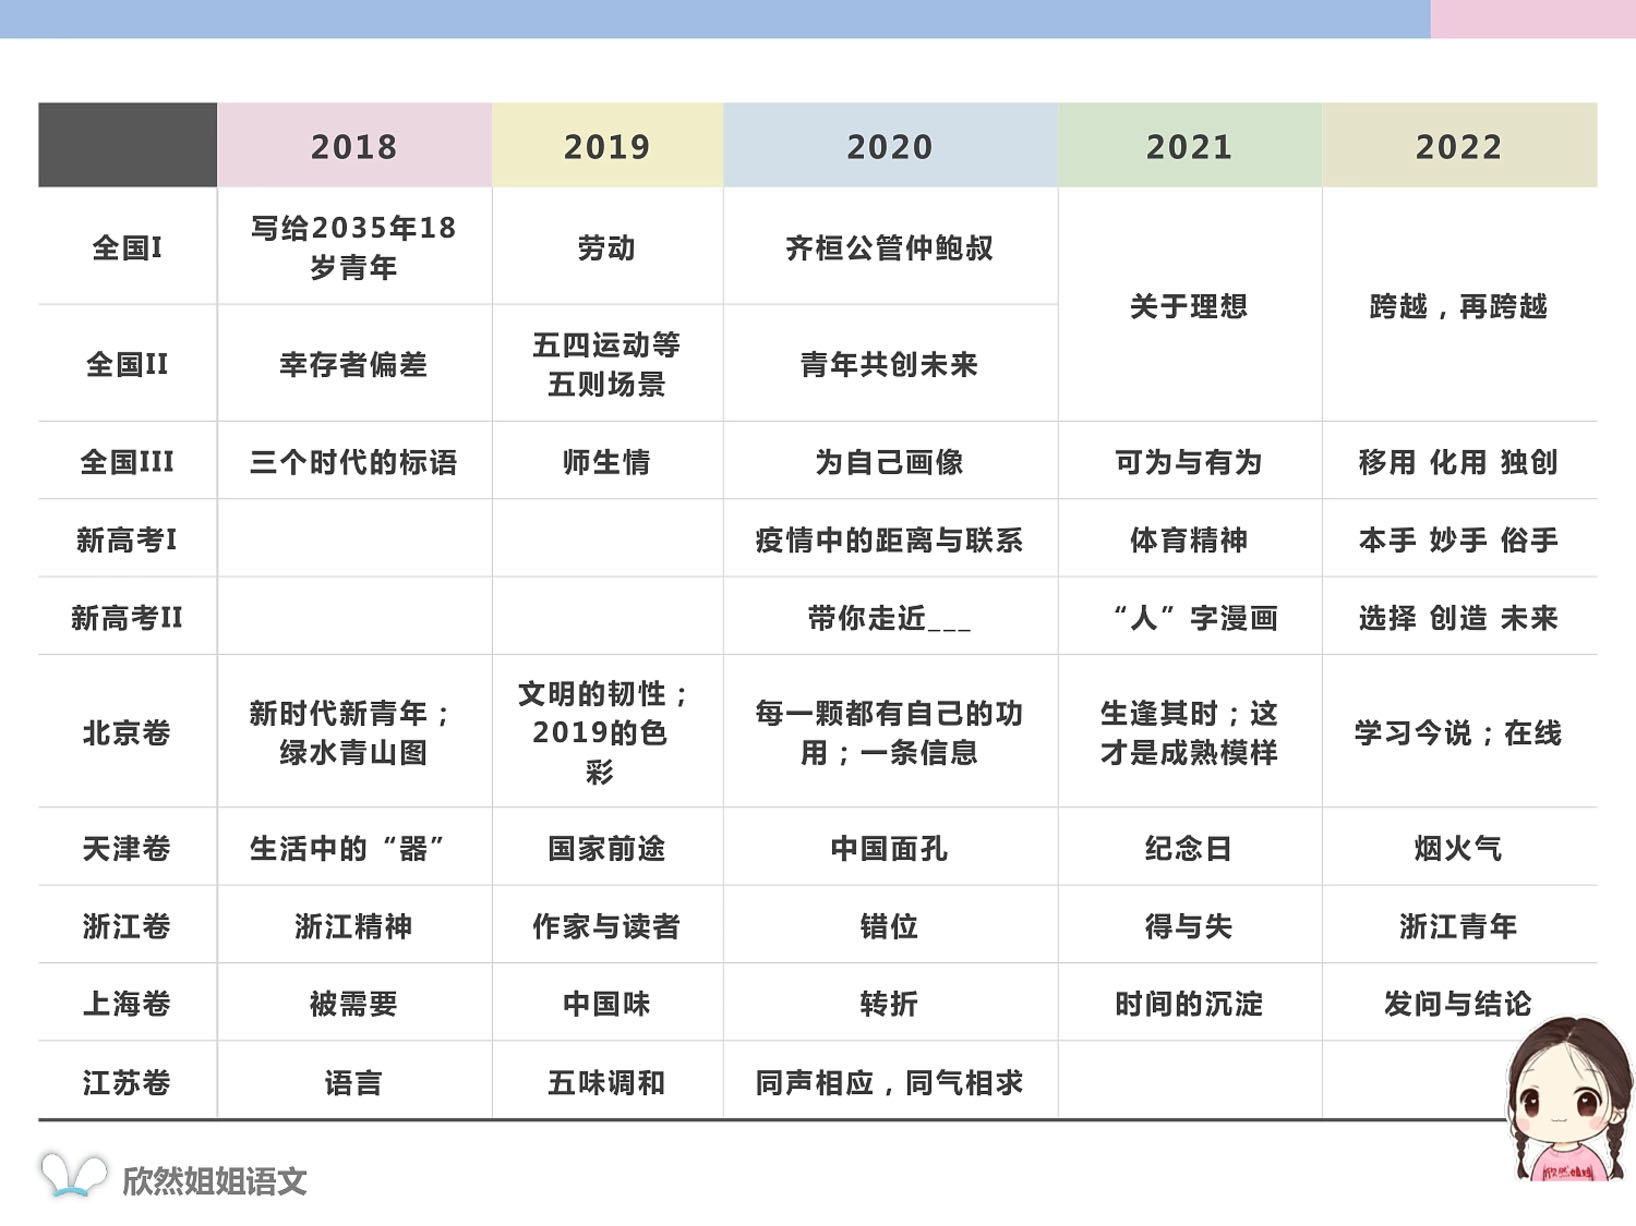 2018 2019 2020 2021 2022
全国I 写给2035年18岁青年 劳动 齐桓公管仲鲍叔 关于理想 跨越，再跨越
全国II 幸存者偏差 五四运动等五则场景 青年共创未来
全国III 三个时代的标语 师生情 为自己画像 可为与有为 移用 化用 独创
新高考I 疫情中的距离与联系 体育精神 本手 妙手 俗手
新高考II 带你走近___ “人”字漫画 选择 创造 未来
北京卷 新时代新青年；绿水青山图 文明的韧性；2019的色彩 每一颗都有自己的功用；一条信息 生逢其时；这才是成熟模样 学习今说；在线
天津卷 生活中的“器” 国家前途 中国面孔 纪念日 烟火气
浙江卷 浙江精神 作家与读者 错位 得与失 浙江青年
上海卷 被需要 中国味 转折 时间的沉淀 发问与结论
江苏卷 语言 五味调和 同声相应，同气相求
欣然姐姐语文